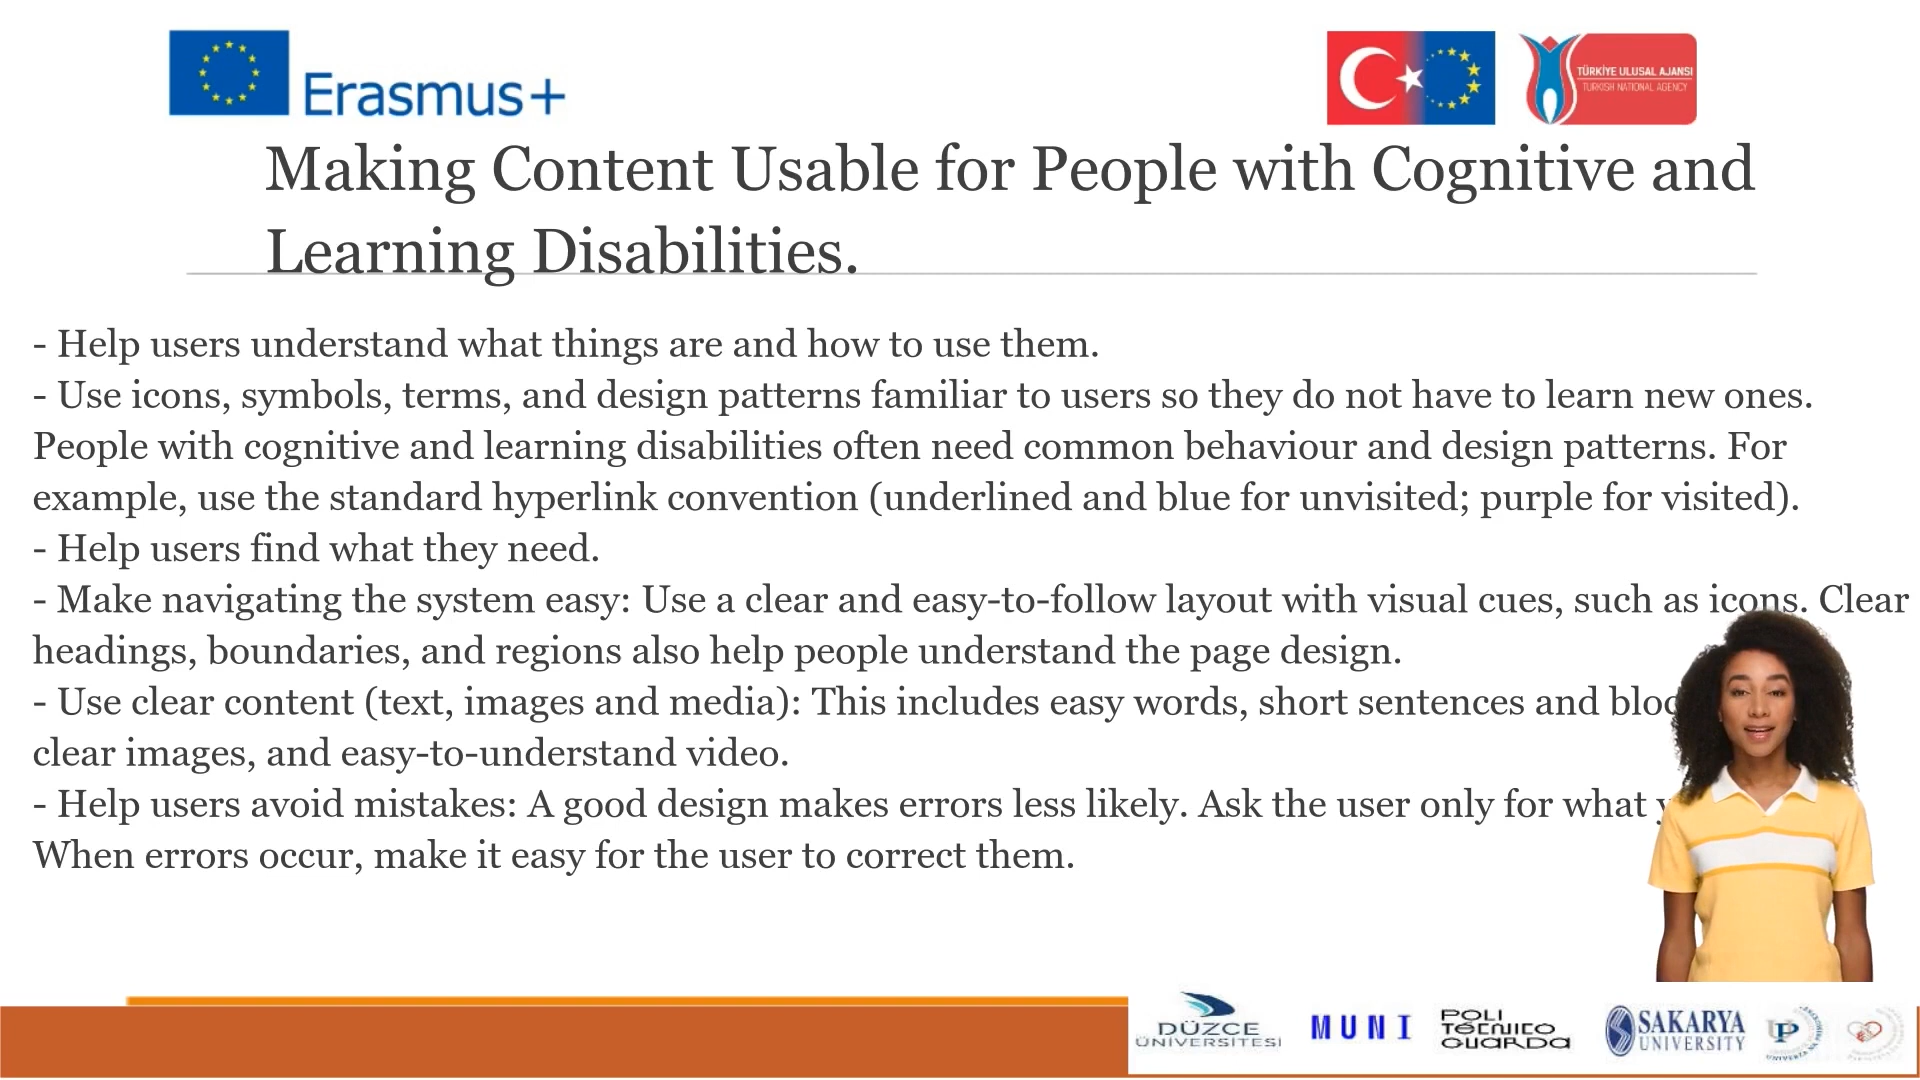 Erasmus+
TÜRKİYE ULUSAL AJANSI
TURKISH NATIONAL AGENCY
Making Content Usable for People with Cognitive and
Learning Disabilities.
- Help users understand what things are and how to use them.
- Use icons, symbols, terms, and design patterns familiar to users so they do not have to learn new ones.
People with cognitive and learning disabilities often need common behaviour and design patterns. For
example, use the standard hyperlink convention (underlined and blue for unvisited; purple for visited).
- Help users find what they need.
- Make navigating the system easy: Use a clear and easy-to-follow layout with visual cues, such as icons. Clear
headings, boundaries, and regions also help people understand the page design.
- Use clear content (text, images and media): This includes easy words, short sentences and
clear images, and easy-to-understand video.
- Help users avoid mistakes: A good design makes errors less likely. Ask the user only for what
When errors occur, make it easy for the user to correct them.
DÜZCE
ÜNİVERSİTESİ
MUNI
POLI
TÉCNICO
GUARDA
SAKARYA
UNIVERSITY
UP